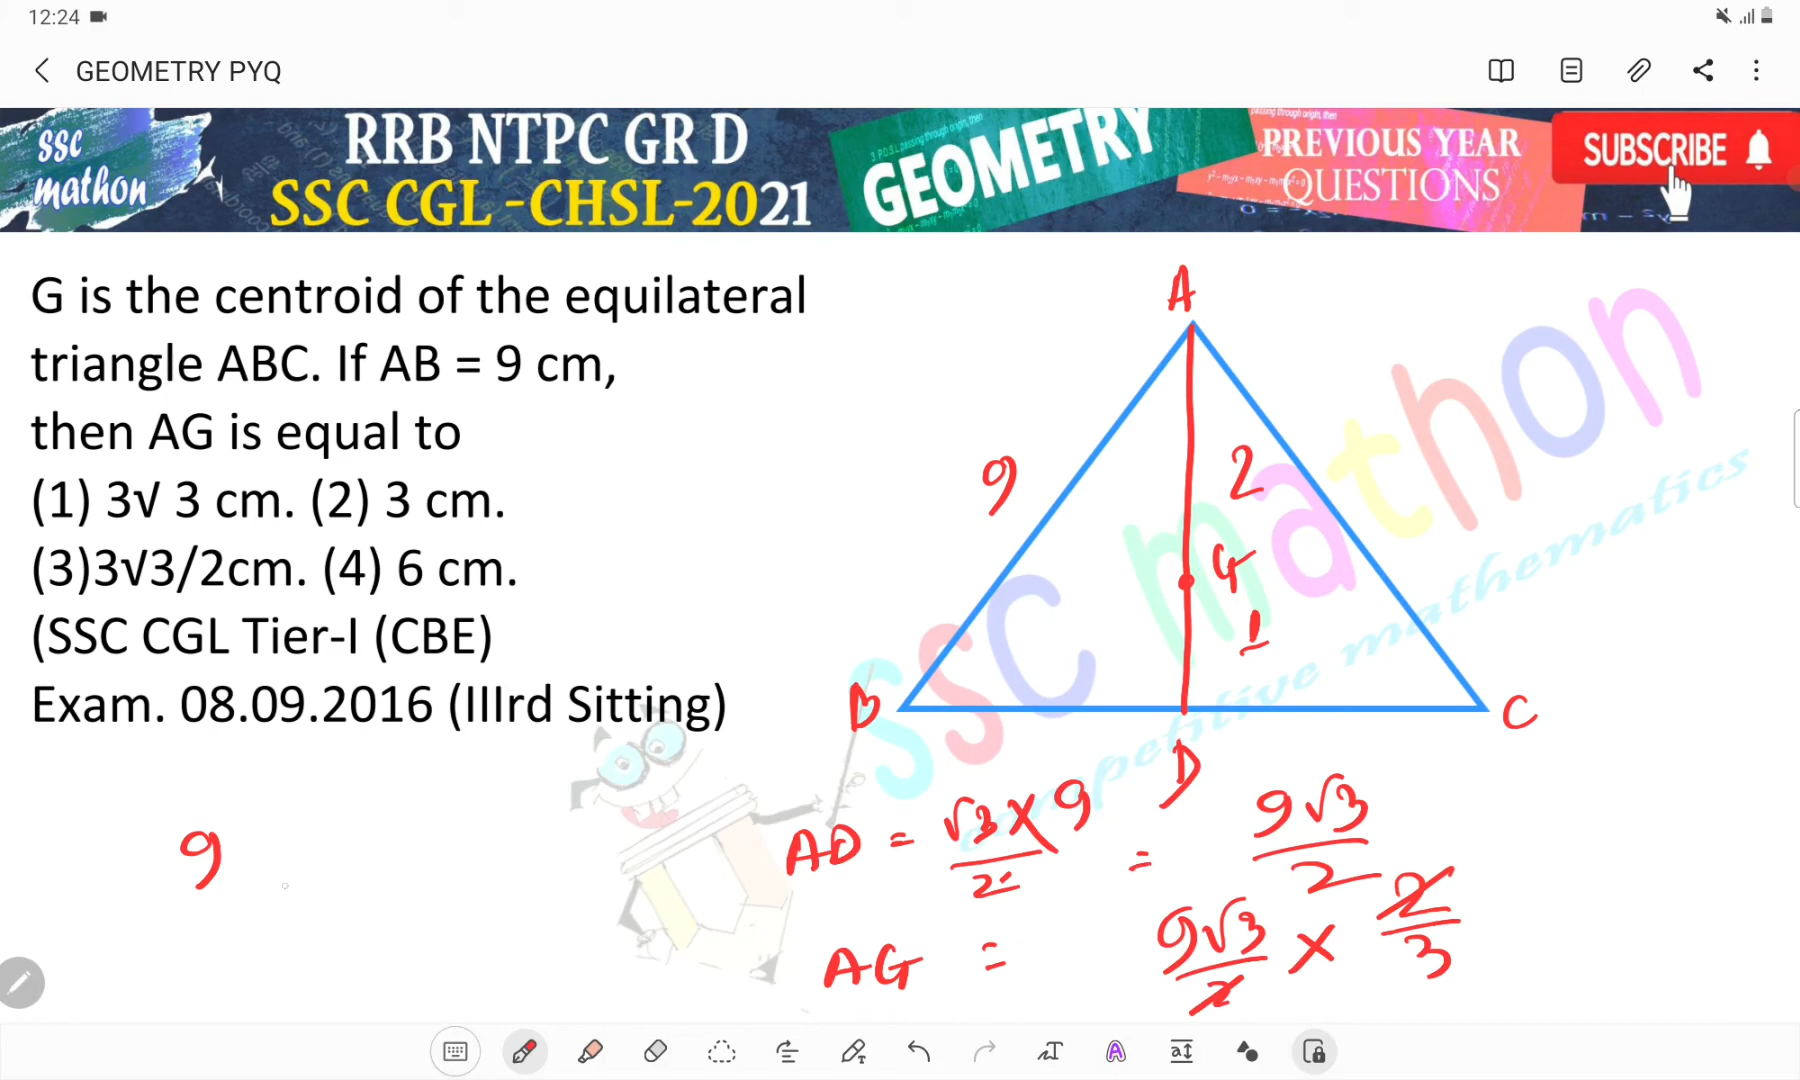 12:24
GEOMETRY PYQ
ssc
mathon
RRB NTPC GR D
SSC CGL -CHSL-2021
GEOMETRY
PREVIOUS YEAR
QUESTIONS
SUBSCRIBE
G is the centroid of the equilateral
triangle ABC. If AB = 9 cm,
then AG is equal to
(1) 3√ 3 cm. (2) 3 cm.
(3)3√3/2cm. (4) 6 cm.
(SSC CGL Tier-I (CBE)
Exam. 08.09.2016 (IIIrd Sitting)
A
9
2
G
1
B
C
D
ssc mathon
competitive mathematics
AD = √3/2 × 9 = 9√3/2
AG = 9√3/2 × 2/3
9